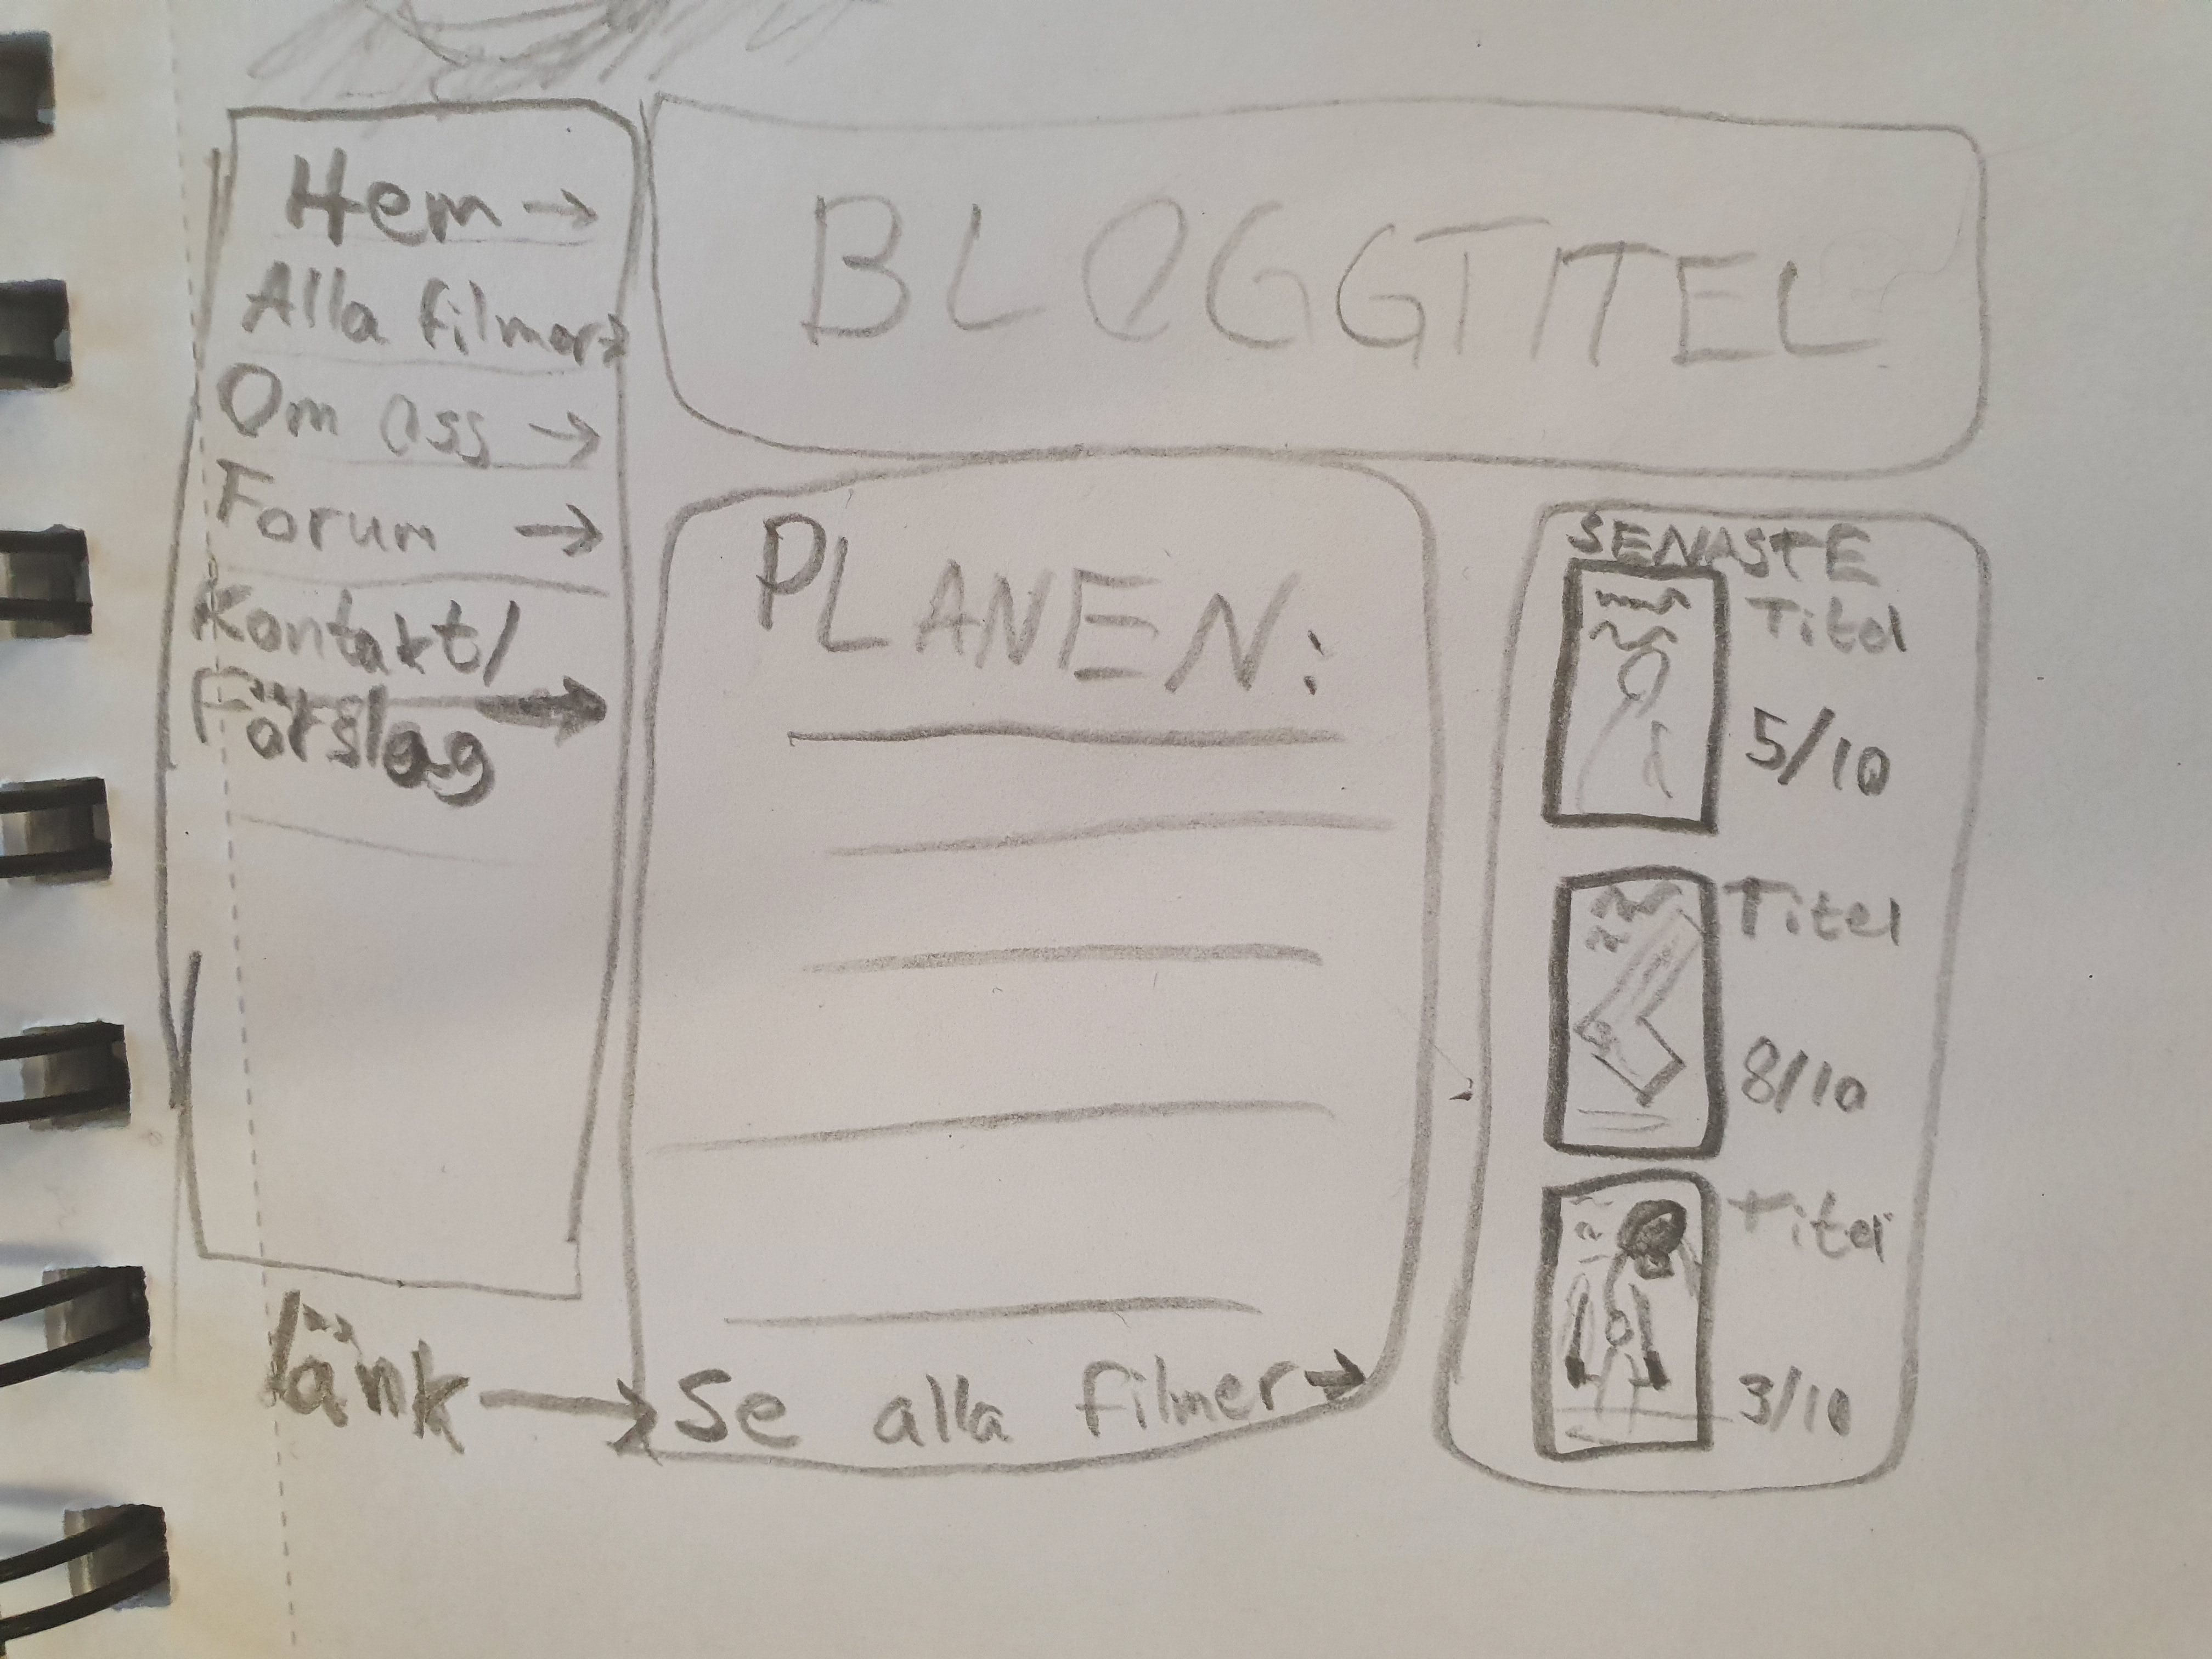 Hem →
Alla filmer→
Om oss →
Forum →
Kontakt/
Förslag →
BLOGGTITEL
PLANEN:
Se alla filmer→
länk →
SENASTE
Titel
5/10
Titel
8/10
Titel
3/10